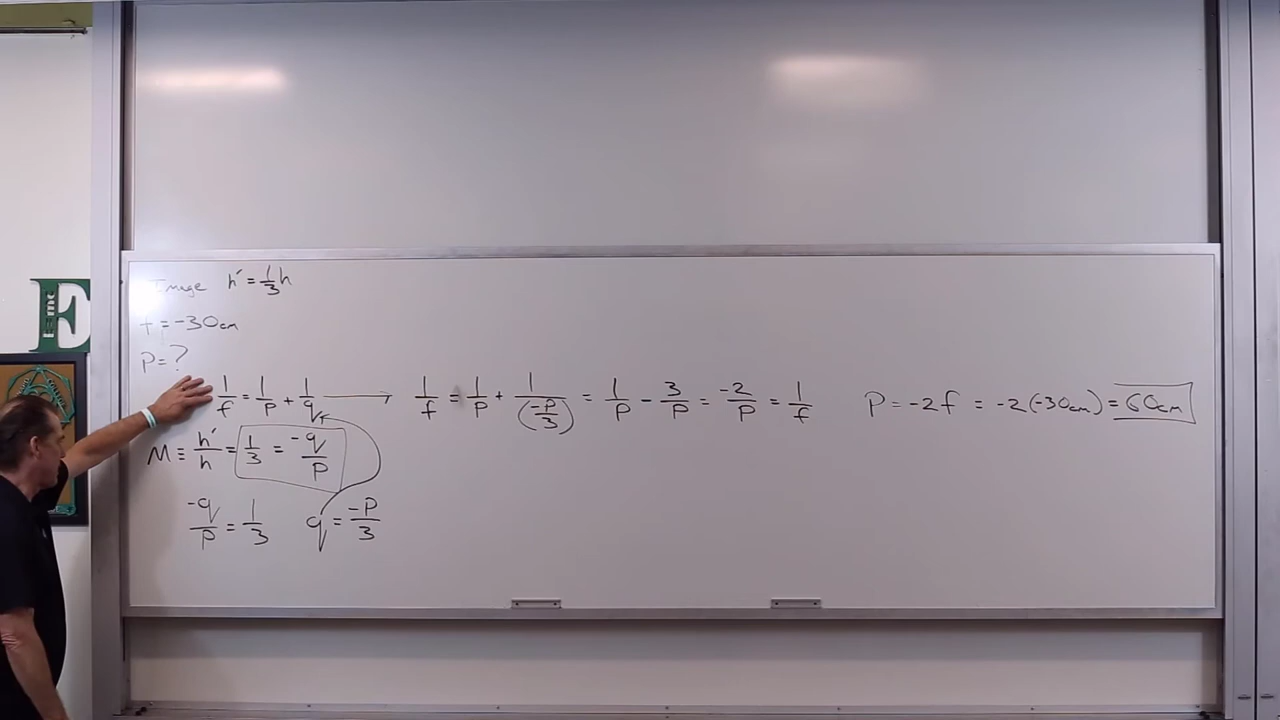 Image h' = 1/3 h
f = -30cm
P = ?
1/f = 1/p + 1/q → 1/f = 1/p + 1/(-p/3) = 1/p - 3/p = -2/p = 1/f P = -2f = -2(-30cm) = 60cm
M ≡ h'/h = 1/3 = -q/p
-q/p = 1/3 q = -p/3
E